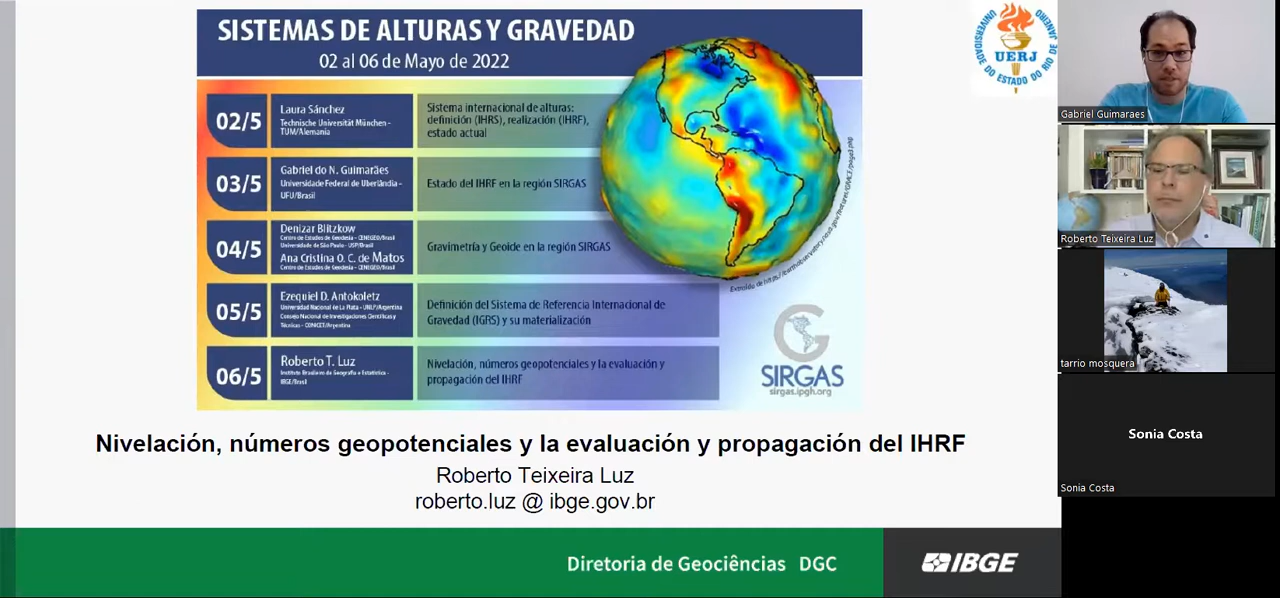 SISTEMAS DE ALTURAS Y GRAVEDAD
02 al 06 de Mayo de 2022
02/5
Laura Sánchez
Technische Universität München -
TUM/Alemania
Sistema internacional de alturas:
definición (IHRS), realización (IHRF),
estado actual
03/5
Gabriel do N. Guimarães
Universidade Federal de Uberlândia -
UFU/Brasil
Estado del IHRF en la región SIRGAS
04/5
Denizar Blitzkow
Centro de Estudos de Geodesia - CENEGEO/Brasil
Universidade de São Paulo - USP/Brasil
Ana Cristina O. C. de Matos
Centro de Estudos de Geodesia - CENEGEO/Brasil
Gravimetría y Geoide en la región SIRGAS
05/5
Ezequiel D. Antokoletz
Universidad Nacional de La Plata - UNLP/Argentina
Consejo Nacional de Investigaciones Científicas y
Técnicas - CONICET/Argentina
Definición del Sistema de Referencia Internacional de
Gravedad (IGRS) y su materialización
06/5
Roberto T. Luz
Instituto Brasileiro de Geografia e Estatística -
IBGE/Brasil
Nivelación, números geopotenciales y la evaluación y
propagación del IHRF
SIRGAS
sirgas.ipgh.org
UNIVERSIDADE DO ESTADO DO RIO DE JANEIRO
UERJ
Nivelación, números geopotenciales y la evaluación y propagación del IHRF
Roberto Teixeira Luz
roberto.luz @ ibge.gov.br
Diretoria de Geociências DGC
IBGE
Gabriel Guimaraes
Roberto Teixeira Luz
tarrio mosquera
Sonia Costa
Sonia Costa